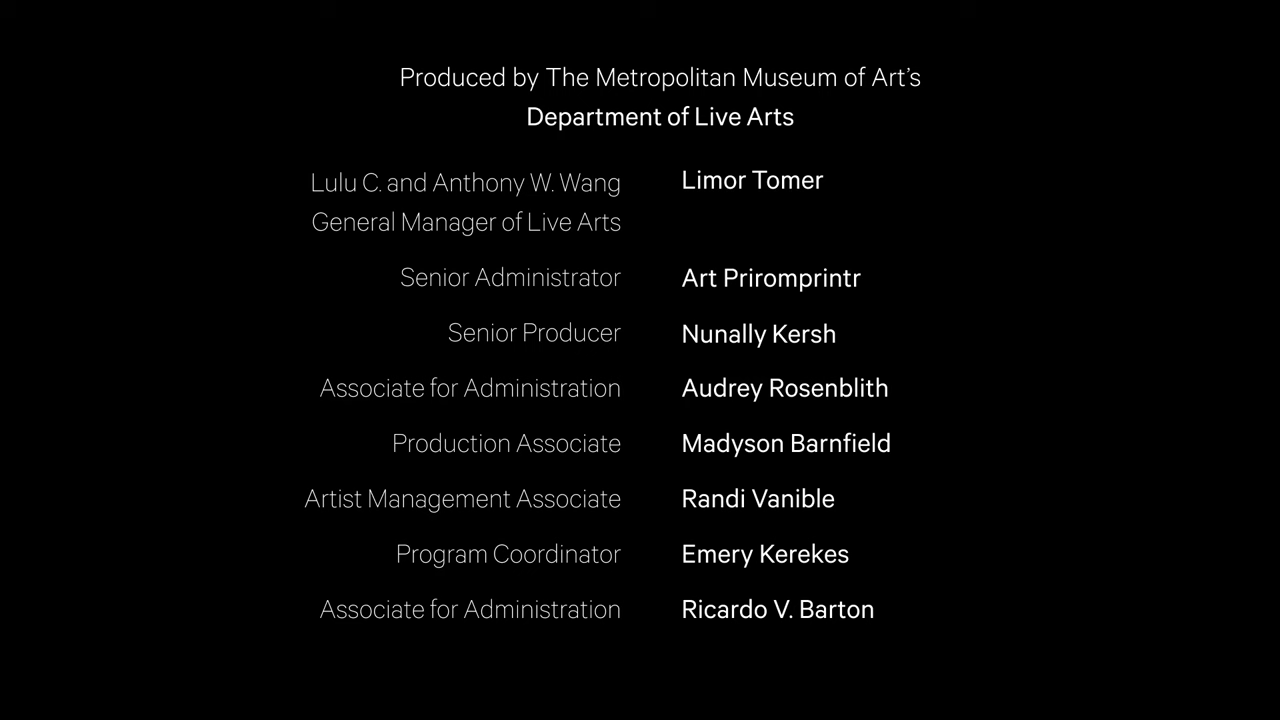 Produced by The Metropolitan Museum of Art’s
Department of Live Arts
Lulu C. and Anthony W. Wang Limor Tomer
General Manager of Live Arts
Senior Administrator Art Priromprintr
Senior Producer Nunally Kersh
Associate for Administration Audrey Rosenblith
Production Associate Madyson Barnfield
Artist Management Associate Randi Vanible
Program Coordinator Emery Kerekes
Associate for Administration Ricardo V. Barton